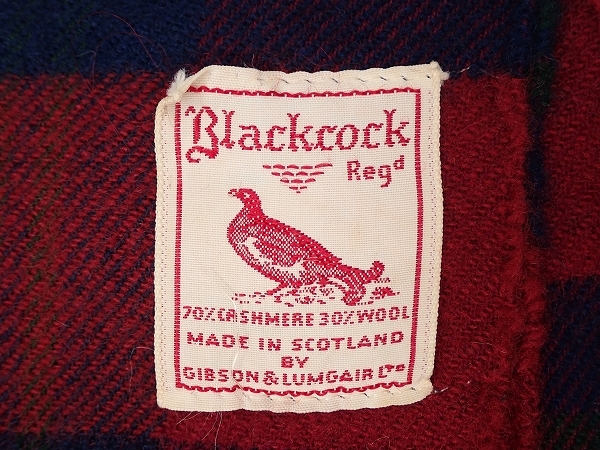 Blackcock
Regd
70% CASHMERE 30% WOOL
MADE IN SCOTLAND
BY
GIBSON & LUMGAIR LTD